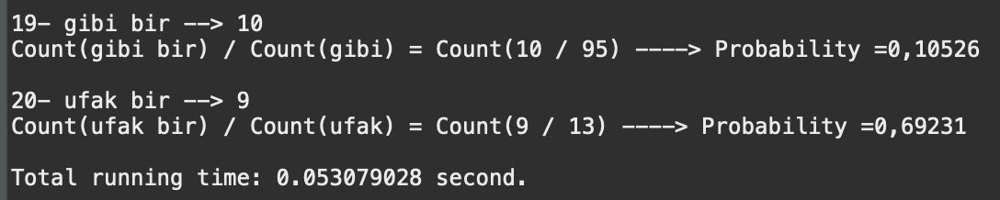 19- gibi bir --> 10
Count(gibi bir) / Count(gibi) = Count(10 / 95) ----> Probability =0,10526
20- ufak bir --> 9
Count(ufak bir) / Count(ufak) = Count(9 / 13) ----> Probability =0,69231
Total running time: 0.053079028 second.